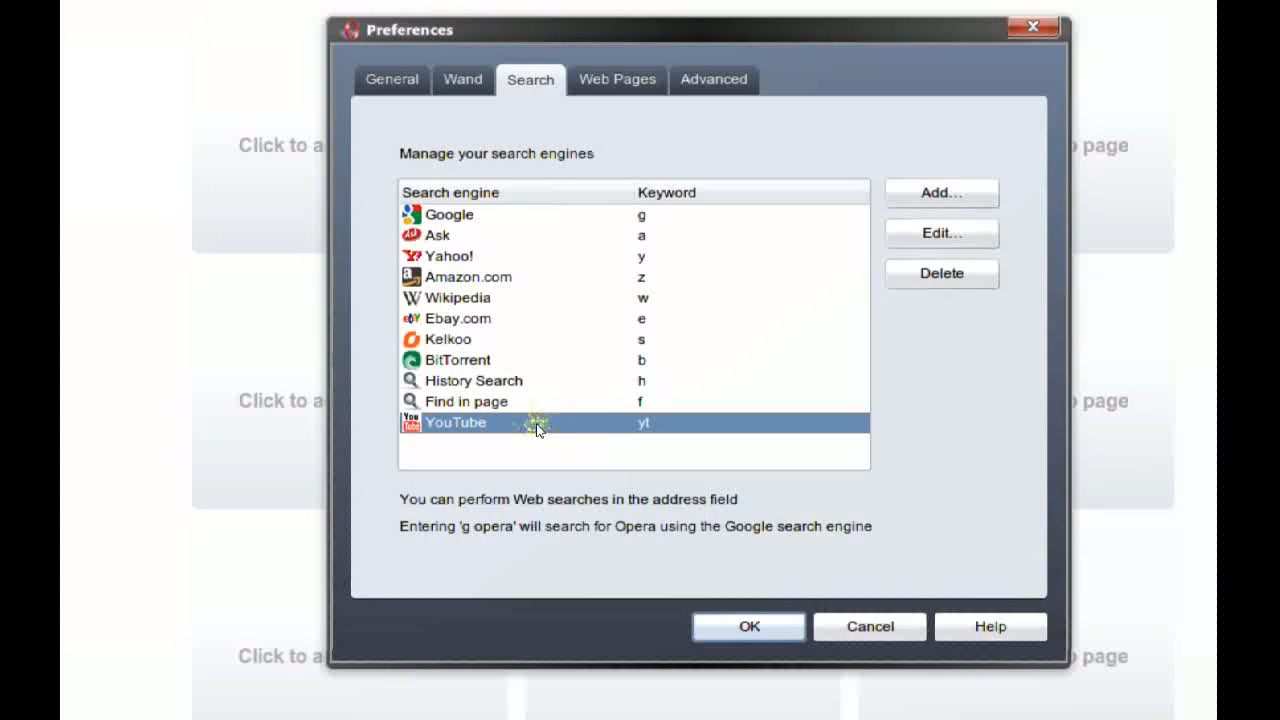 Preferences
General Wand Search Web Pages Advanced
Click to a
page
Manage your search engines
Search engine Keyword
Google g
Ask a
Yahoo! y
Amazon.com z
Wikipedia w
Ebay.com e
Kelkoo s
BitTorrent b
History Search h
Find in page f
YouTube yt
Add...
Edit...
Delete
Click to a
page
You can perform Web searches in the address field
Entering 'g opera' will search for Opera using the Google search engine
OK Cancel Help
Click to a
page